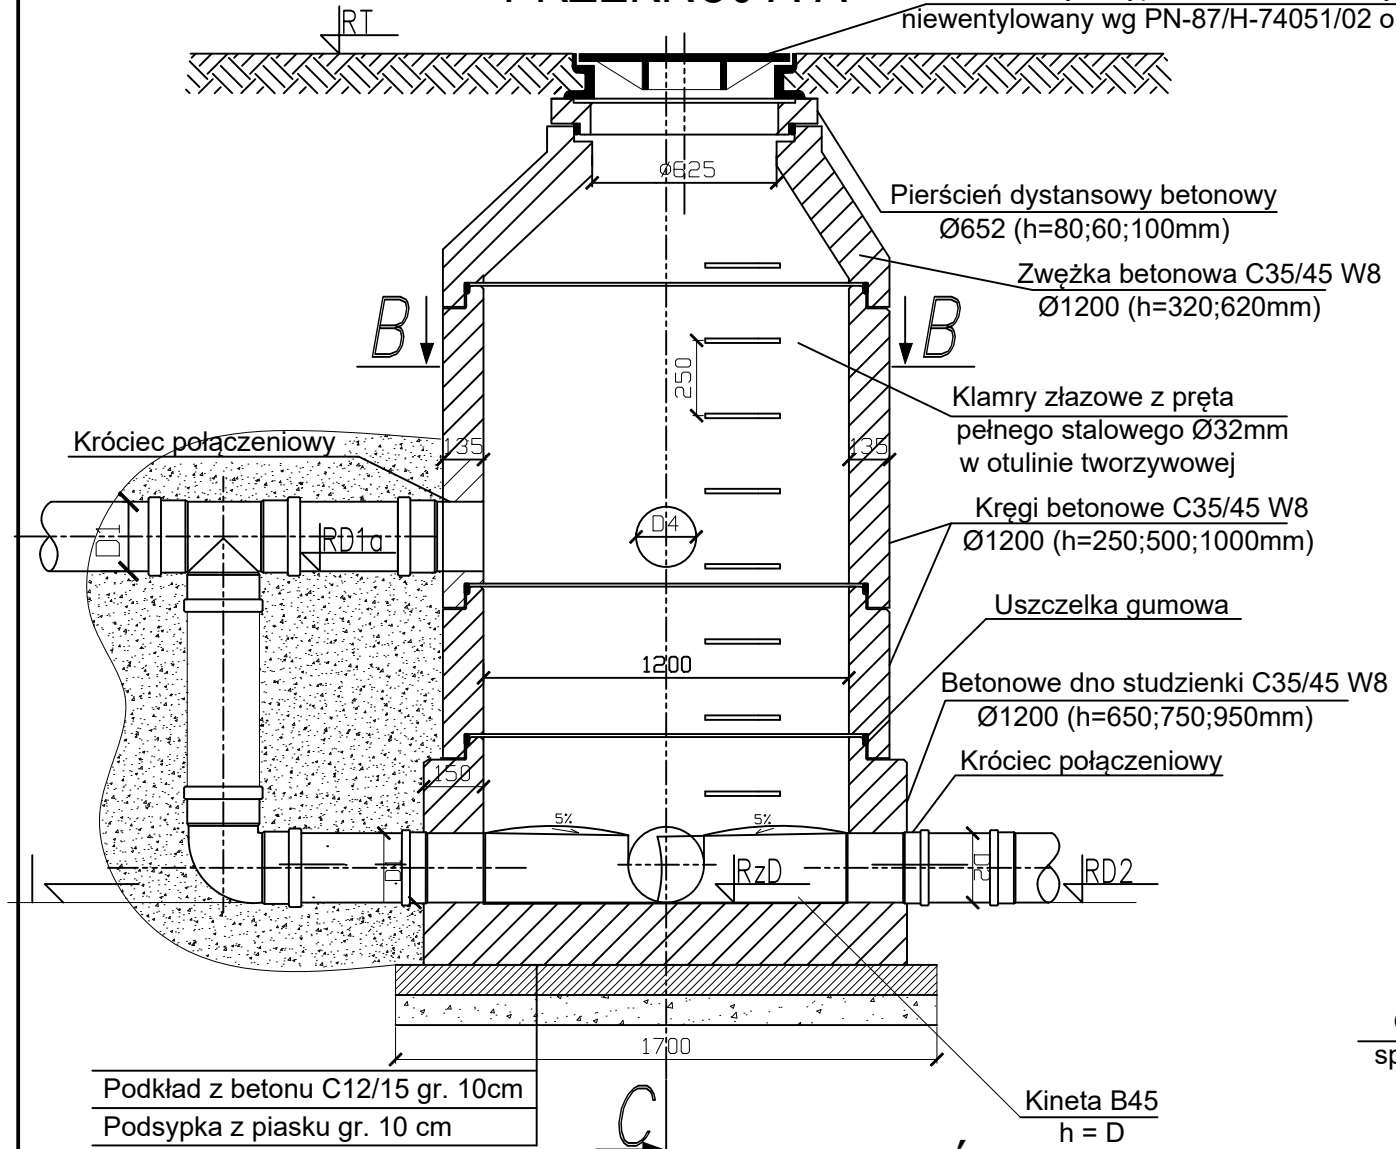 niewentylowany wg PN-87/H-74051/02 o
RT
ø625
Pierścień dystansowy betonowy
Ø652 (h=80;60;100mm)
Zwężka betonowa C35/45 W8
Ø1200 (h=320;620mm)
B
B
250
Klamry złazowe z pręta
pełnego stalowego Ø32mm
w otulinie tworzywowej
Króciec połączeniowy
135
135
Kręgi betonowe C35/45 W8
Ø1200 (h=250;500;1000mm)
D1
RD1a
D4
Uszczelka gumowa
1200
Betonowe dno studzienki C35/45 W8
Ø1200 (h=650;750;950mm)
Króciec połączeniowy
150
5%
5%
D1
RzD
D2
RD2
1700
Podkład z betonu C12/15 gr. 10cm
Podsypka z piasku gr. 10 cm
C
Kineta B45
h = D